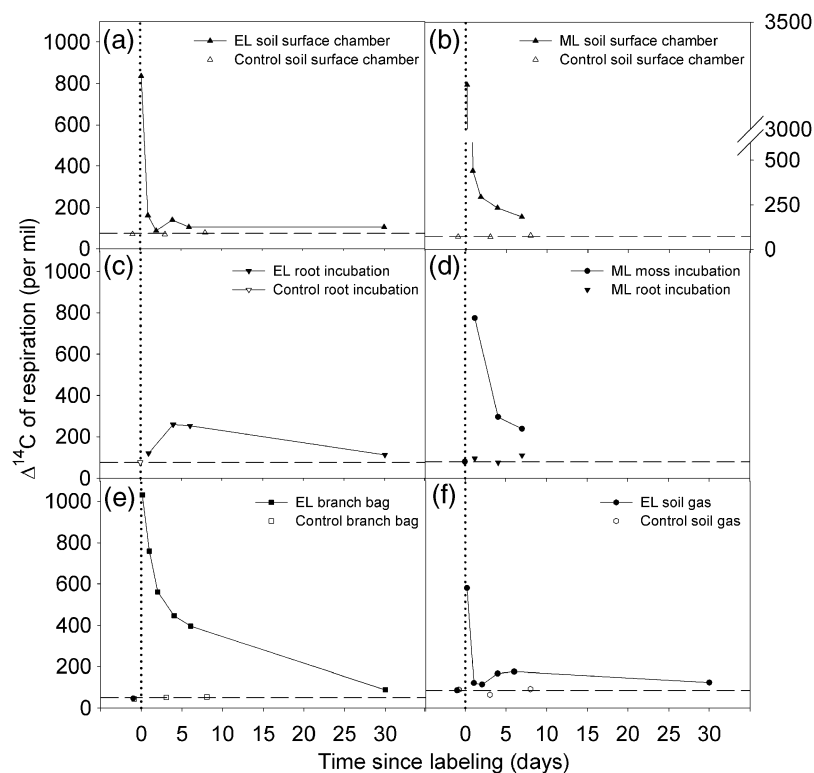 (a)
EL soil surface chamber
Control soil surface chamber
1000
800
600
400
200
0
(b)
ML soil surface chamber
Control soil surface chamber
3500
3000
500
250
0
(c)
EL root incubation
Control root incubation
1000
800
600
400
200
0
(d)
ML moss incubation
ML root incubation
(e)
EL branch bag
Control branch bag
1000
800
600
400
200
0
(f)
EL soil gas
Control soil gas
0 5 10 15 20 25 30
0 5 10 15 20 25 30
Δ¹⁴C of respiration (per mil)
Time since labeling (days)